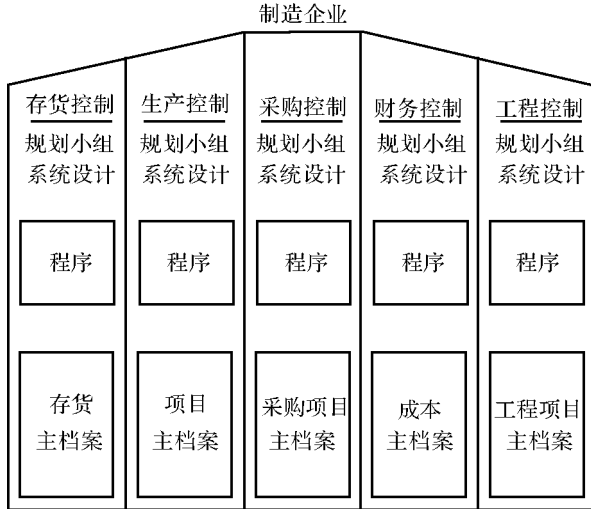 制造企业
存货控制
规划小组
系统设计
程序
存货
主档案
生产控制
规划小组
系统设计
程序
项目
主档案
采购控制
规划小组
系统设计
程序
采购项目
主档案
财务控制
规划小组
系统设计
程序
成本
主档案
工程控制
规划小组
系统设计
程序
工程项目
主档案